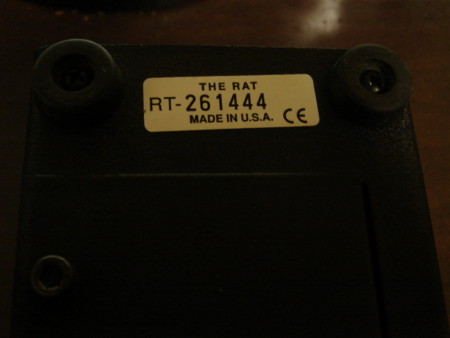 THE RAT
RT-261444
MADE IN U.S.A. CE